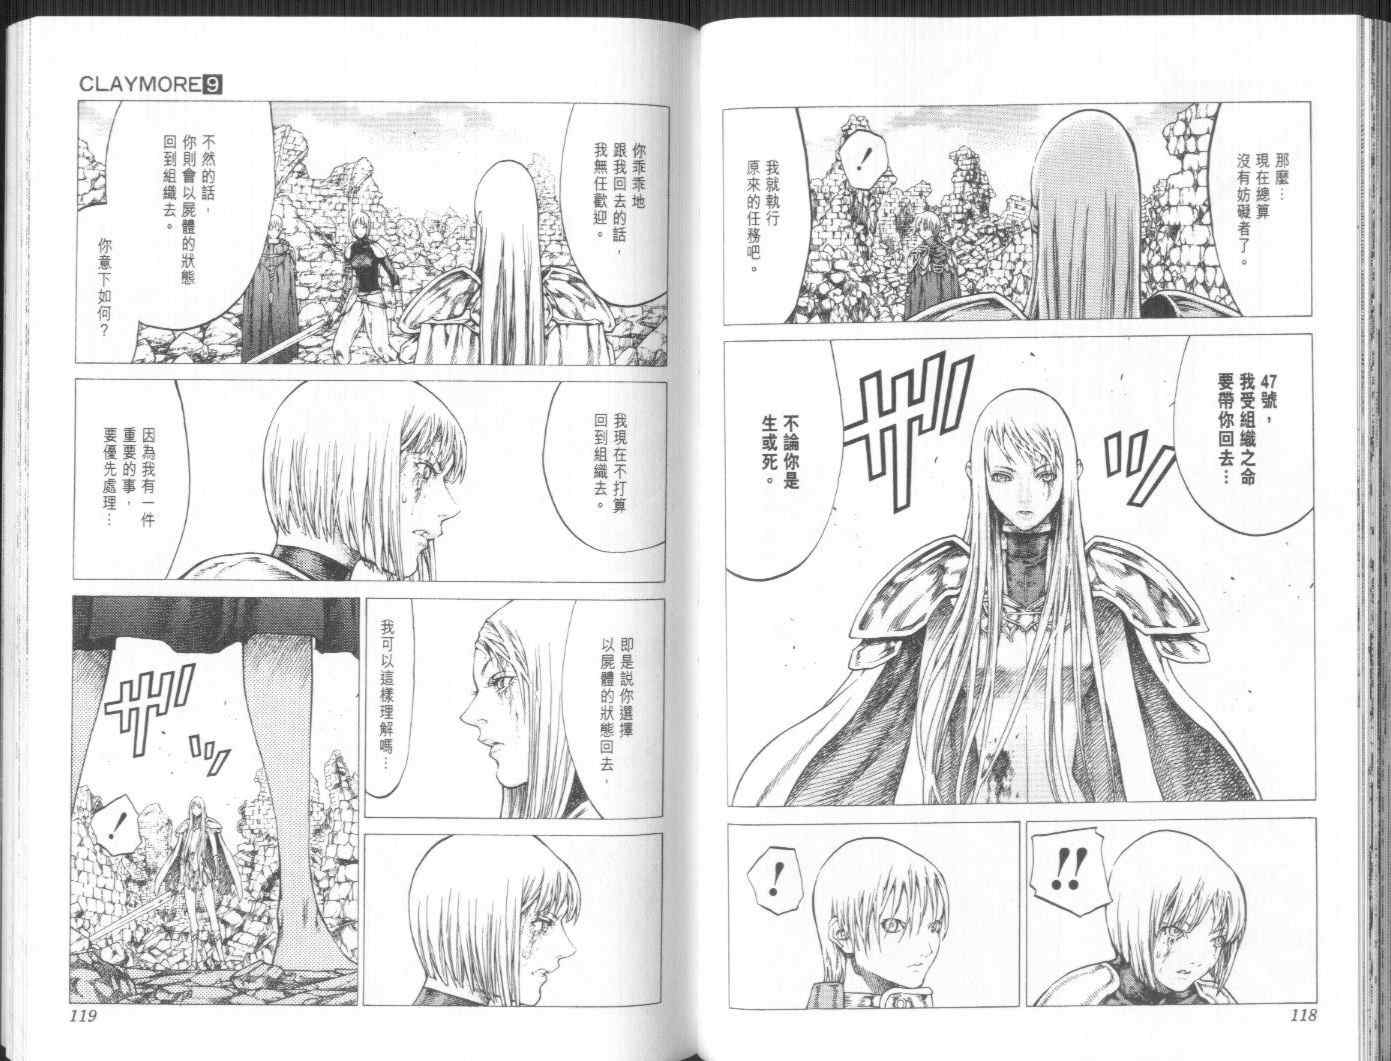 CLAYMORE 9
那麼…
現在總算
沒有妨礙者了。
!
我就執行
原來的任務吧。
47號，
我受組織之命
要帶你回去…
不論你是
生或死。
!!
!
118
你乖乖地
跟我回去的話，
我無任歡迎。
不然的話，
你則會以屍體的狀態
回到組織去。
你意下如何？
我現在不打算
回到組織去。
因為我有一件
重要的事，
要優先處理…
即是說你選擇
以屍體的狀態回去，
我可以這樣理解嗎…
!
119